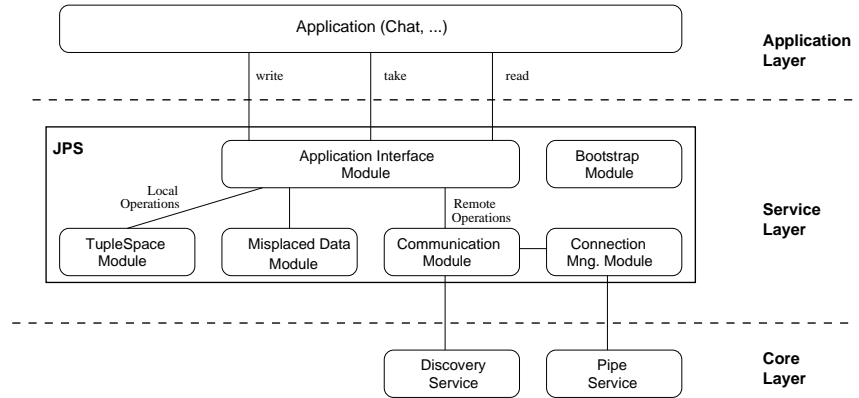 Application (Chat, ...)
Application
Layer
write
take
read
JPS
Application Interface
Module
Bootstrap
Module
Local
Operations
Remote
Operations
Service
Layer
TupleSpace
Module
Misplaced Data
Module
Communication
Module
Connection
Mng. Module
Discovery
Service
Pipe
Service
Core
Layer